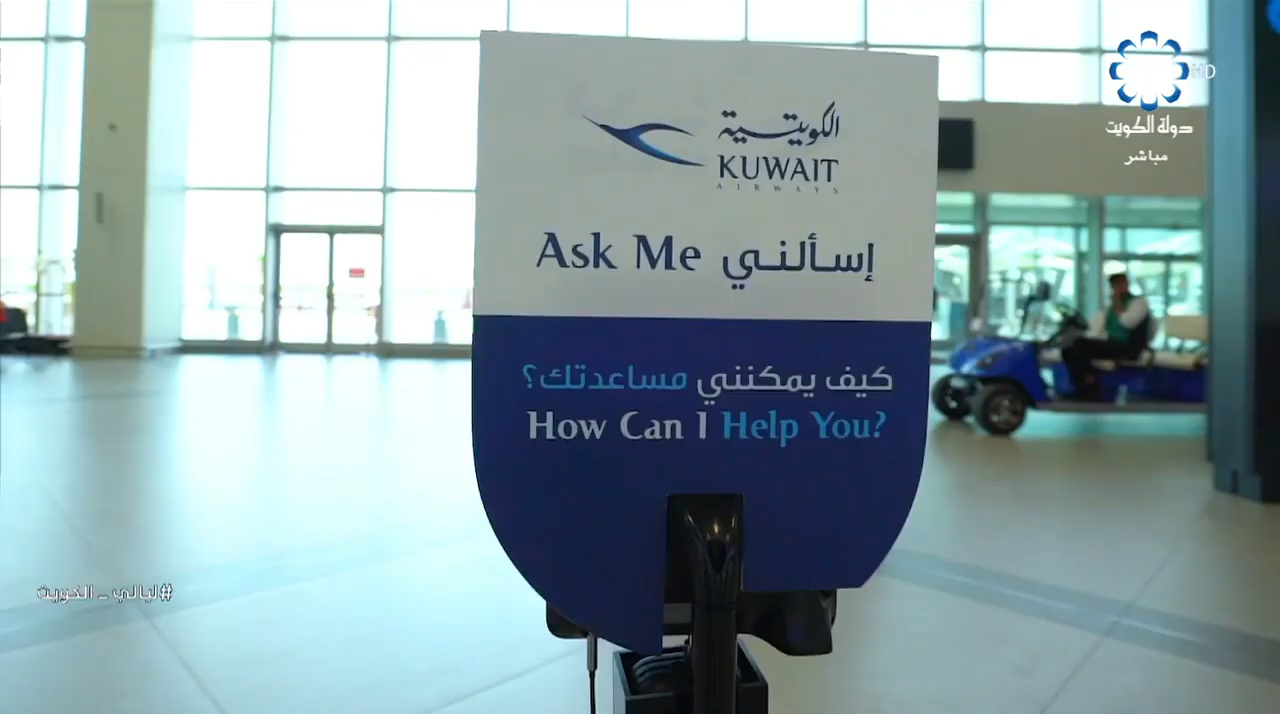 الكويتية
KUWAIT
AIRWAYS
Ask Me إسألني
كيف يمكنني مساعدتك؟
How Can I Help You?
HD
دولة الكويت
مباشر
#ليالي_الكويت